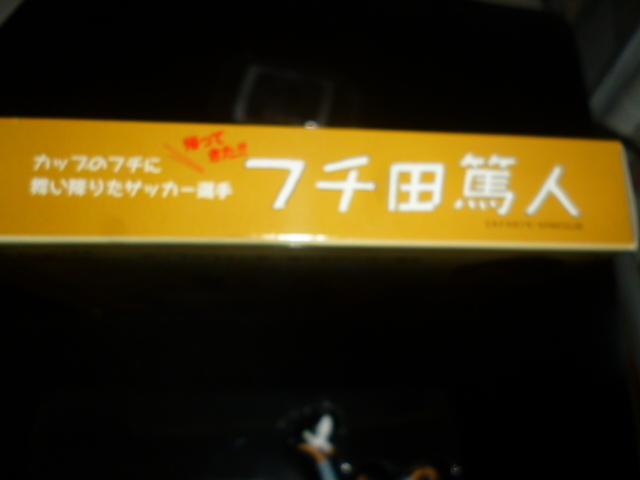 カップのフチに
舞い降りたサッカー選手
帰って
きた!!
フチ田篤人